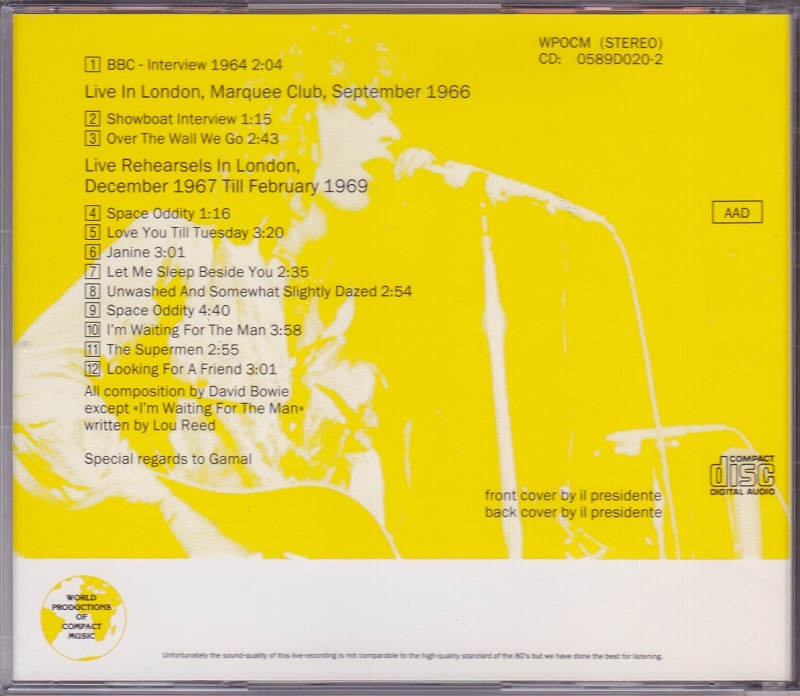 WPOCM (STEREO)
CD: 0589D020-2
1 BBC - Interview 1964 2:04
Live In London, Marquee Club, September 1966
2 Showboat Interview 1:15
3 Over The Wall We Go 2:43
Live Rehearsels In London,
December 1967 Till February 1969
AAD
4 Space Oddity 1:16
5 Love You Till Tuesday 3:20
6 Janine 3:01
7 Let Me Sleep Beside You 2:35
8 Unwashed And Somewhat Slightly Dazed 2:54
9 Space Oddity 4:40
10 I'm Waiting For The Man 3:58
11 The Supermen 2:55
12 Looking For A Friend 3:01
All composition by David Bowie
except «I'm Waiting For The Man»
written by Lou Reed
Special regards to Gamal
COMPACT
disc
DIGITAL AUDIO
front cover by il presidente
back cover by il presidente
WORLD
PRODUCTIONS
OF
COMPACT
MUSIC
Unfortunately the sound-quality of this live-recording is not comparable to the high-quality standard of the 80's but we have done the best for listening.